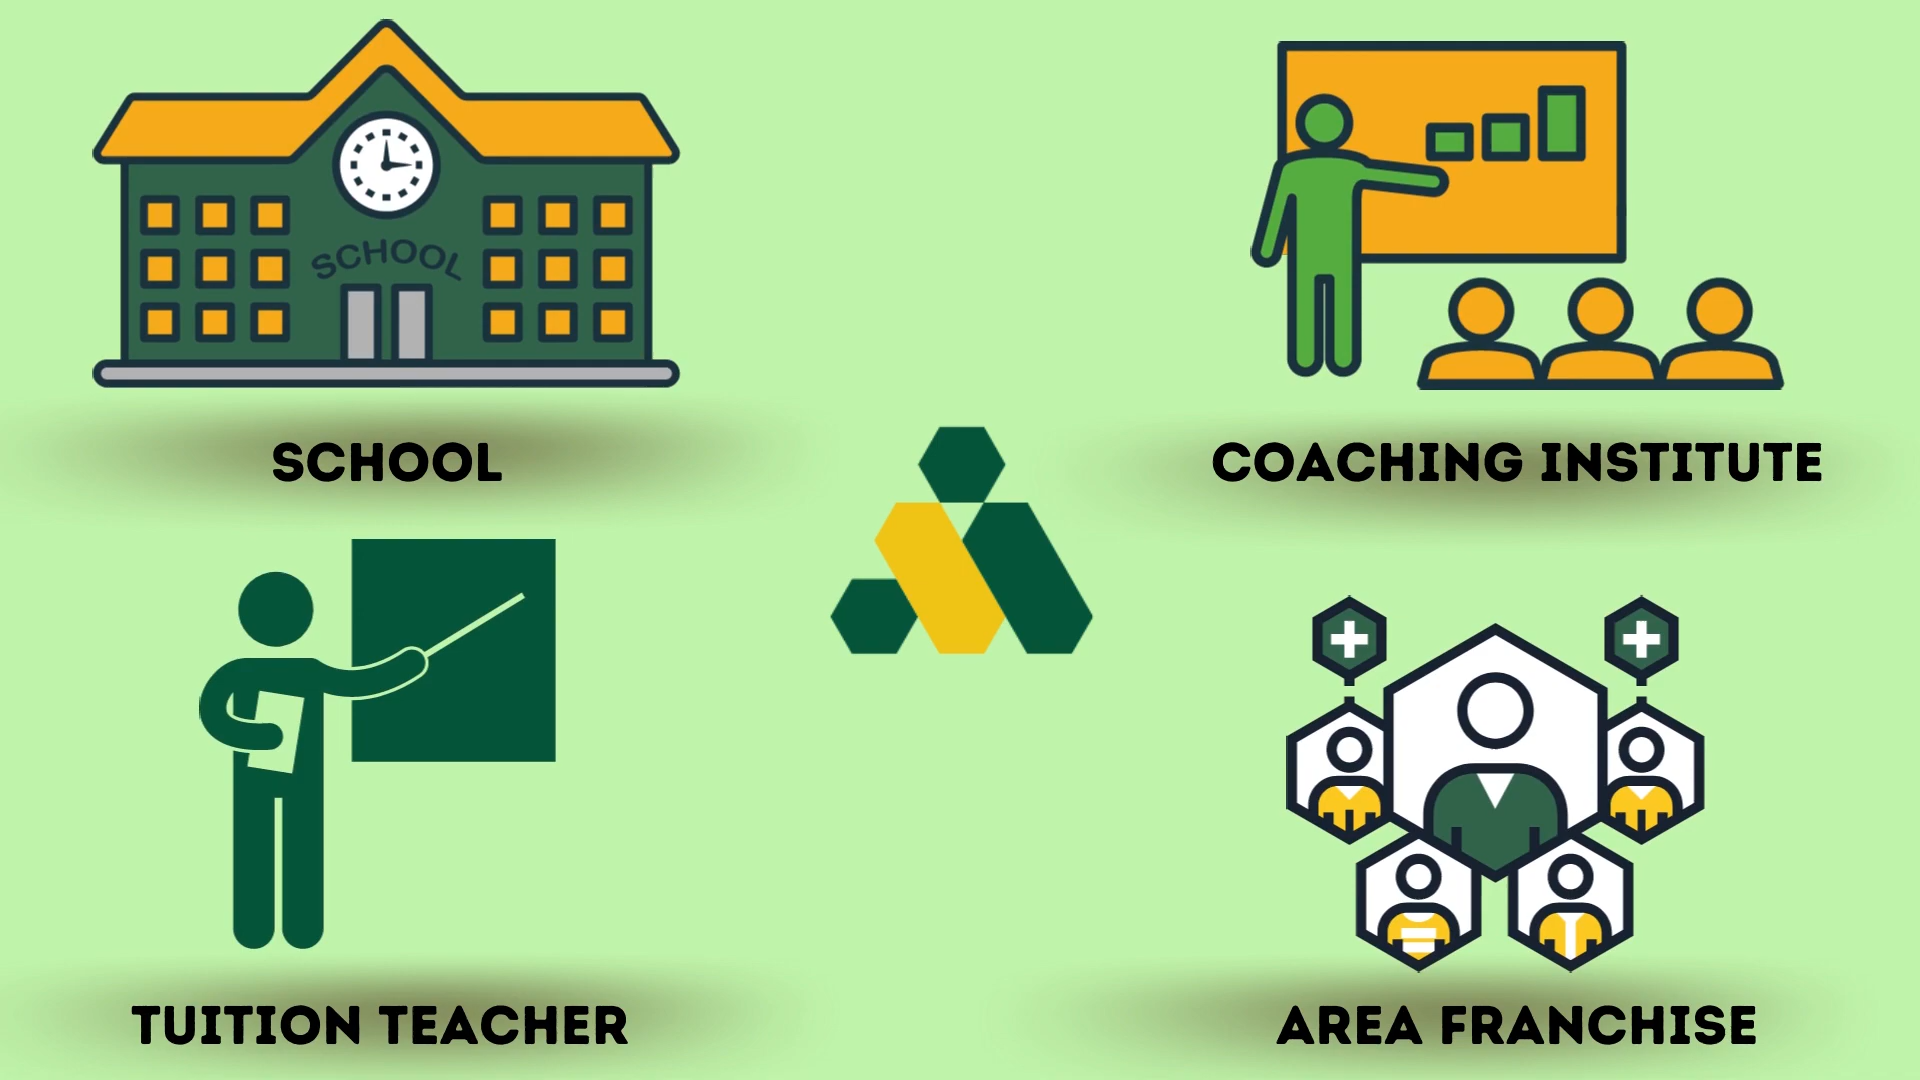 SCHOOL
SCHOOL
COACHING INSTITUTE
TUITION TEACHER
AREA FRANCHISE